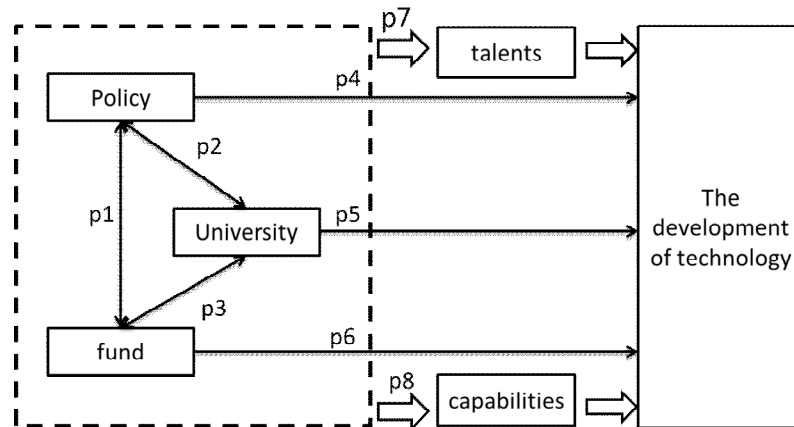 p7
talents
Policy
p4
p2
p1
University
p5
The
development
of technology
p3
fund
p6
p8
capabilities